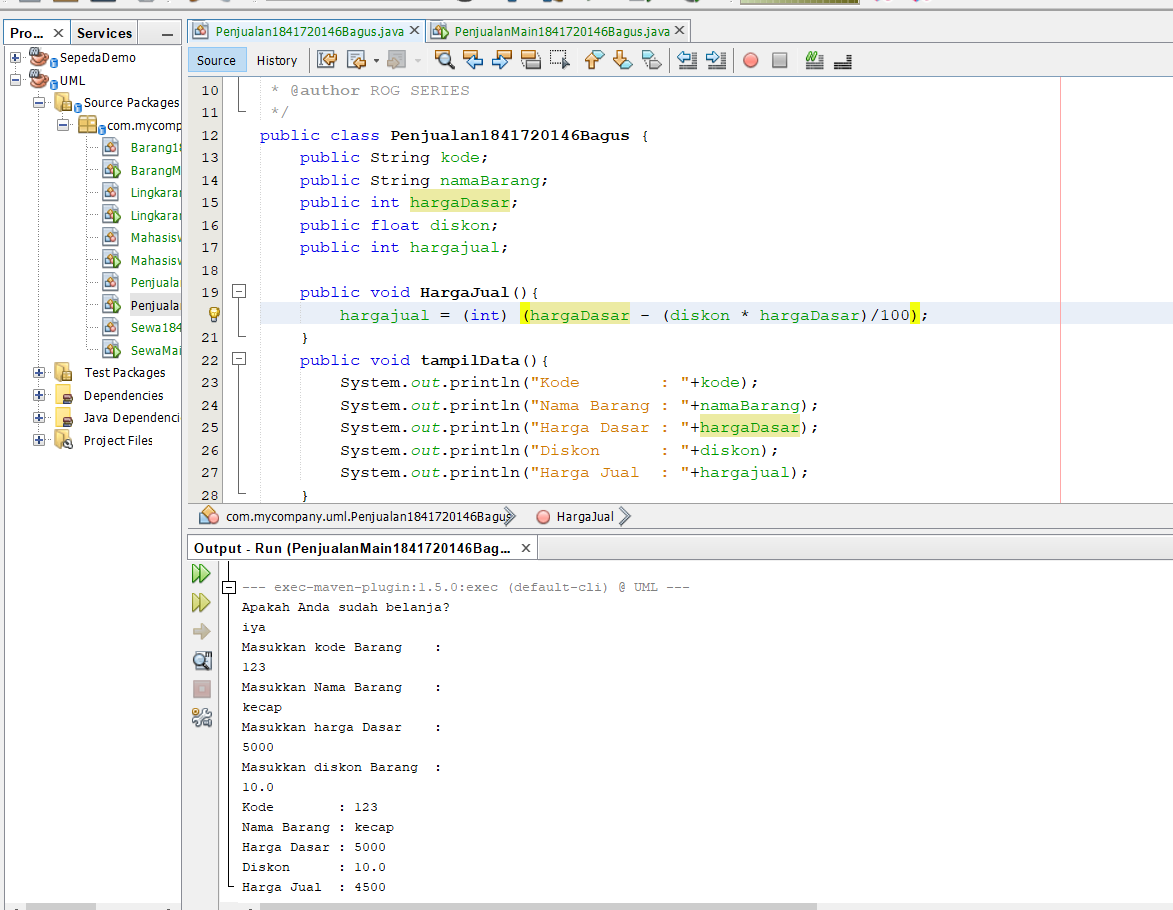 Pro...
Services
SepedaDemo
UML
Source Packages
com.mycomp
Barang18
BarangM
Lingkaran
Lingkaran
Mahasisw
Mahasisw
Penjualan
Penjualan
Sewa184
SewaMai
Test Packages
Dependencies
Java Dependenci
Project Files
Penjualan1841720146Bagus.java
PenjualanMain1841720146Bagus.java
Source
History
10 * @author ROG SERIES
11 */
12 public class Penjualan1841720146Bagus {
13 public String kode;
14 public String namaBarang;
15 public int hargaDasar;
16 public float diskon;
17 public int hargajual;
18
19 public void HargaJual(){
hargajual = (int) (hargaDasar - (diskon * hargaDasar)/100);
21 }
22 public void tampilData(){
23 System.out.println("Kode        : "+kode);
24 System.out.println("Nama Barang : "+namaBarang);
25 System.out.println("Harga Dasar : "+hargaDasar);
26 System.out.println("Diskon      : "+diskon);
27 System.out.println("Harga Jual  : "+hargajual);
28 }
com.mycompany.uml.Penjualan1841720146Bagus
HargaJual
Output - Run (PenjualanMain1841720146Bag...
--- exec-maven-plugin:1.5.0:exec (default-cli) @ UML ---
Apakah Anda sudah belanja?
iya
Masukkan kode Barang    :
123
Masukkan Nama Barang    :
kecap
Masukkan harga Dasar    :
5000
Masukkan diskon Barang  :
10.0
Kode        : 123
Nama Barang : kecap
Harga Dasar : 5000
Diskon      : 10.0
Harga Jual  : 4500